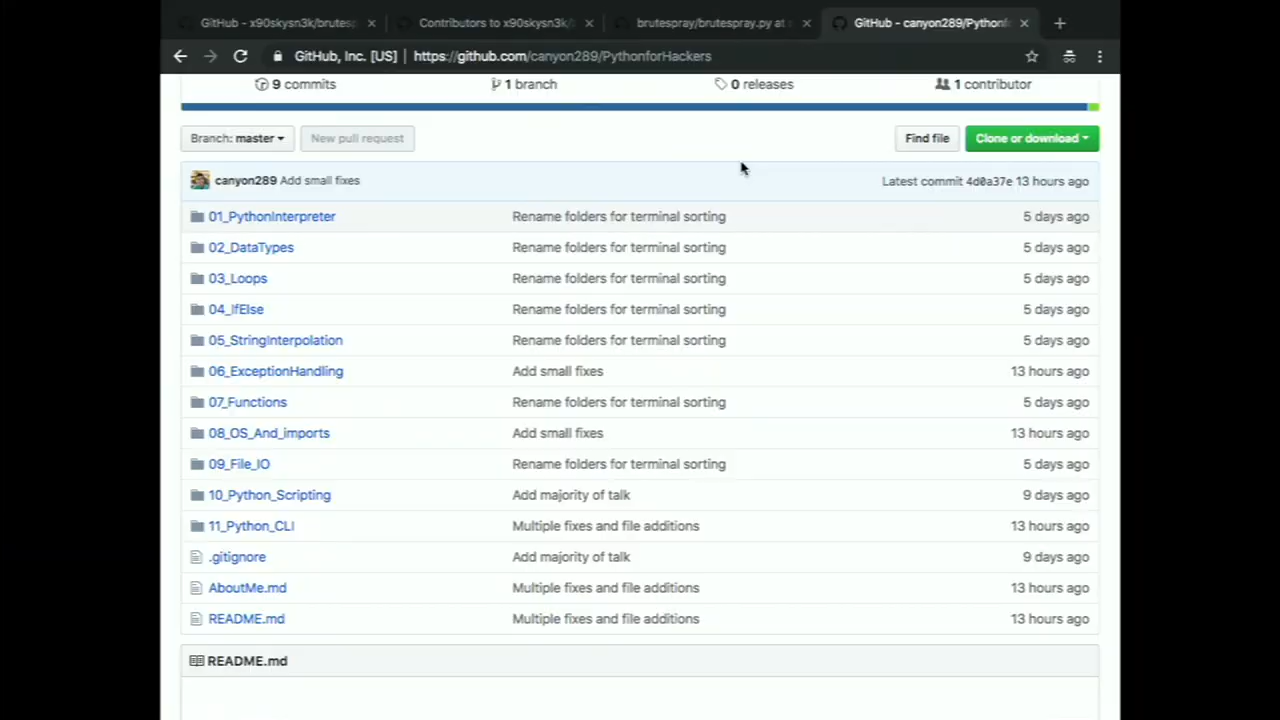 GitHub - x90skysn3k/brutesp
Contributors to x90skysn3k/b
brutespray/brutespray.py at
GitHub - canyon289/Pythonf
GitHub, Inc. [US] | https://github.com/canyon289/PythonforHackers
9 commits 1 branch 0 releases 1 contributor
Branch: master New pull request Find file Clone or download
canyon289 Add small fixes Latest commit 4d0a37e 13 hours ago
01_PythonInterpreter Rename folders for terminal sorting 5 days ago
02_DataTypes Rename folders for terminal sorting 5 days ago
03_Loops Rename folders for terminal sorting 5 days ago
04_IfElse Rename folders for terminal sorting 5 days ago
05_StringInterpolation Rename folders for terminal sorting 5 days ago
06_ExceptionHandling Add small fixes 13 hours ago
07_Functions Rename folders for terminal sorting 5 days ago
08_OS_And_imports Add small fixes 13 hours ago
09_File_IO Rename folders for terminal sorting 5 days ago
10_Python_Scripting Add majority of talk 9 days ago
11_Python_CLI Multiple fixes and file additions 13 hours ago
.gitignore Add majority of talk 9 days ago
AboutMe.md Multiple fixes and file additions 13 hours ago
README.md Multiple fixes and file additions 13 hours ago
README.md